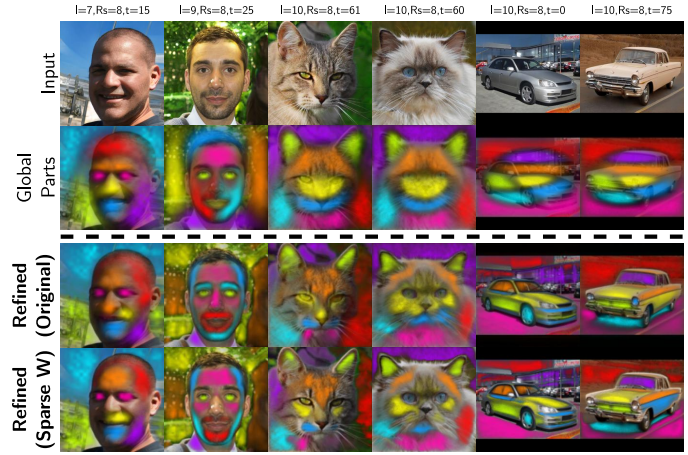 l=7,Rs=8,t=15 l=9,Rs=8,t=25 l=10,Rs=8,t=61 l=10,Rs=8,t=60 l=10,Rs=8,t=0 l=10,Rs=8,t=75
Input
Global
Parts
Refined
(Original)
Refined
(Sparse W)